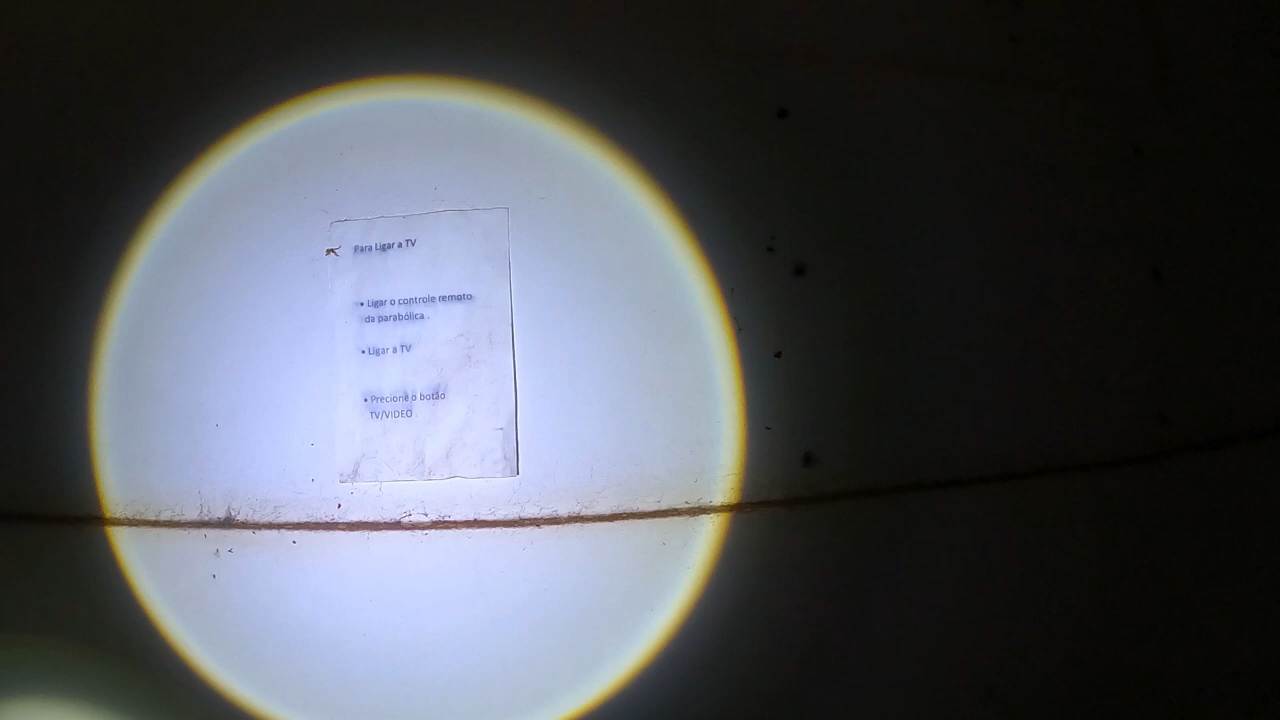 Para Ligar a TV
• Ligar o controle remoto
da parabólica .
• Ligar a TV
• Precione o botão
TV/VIDEO .